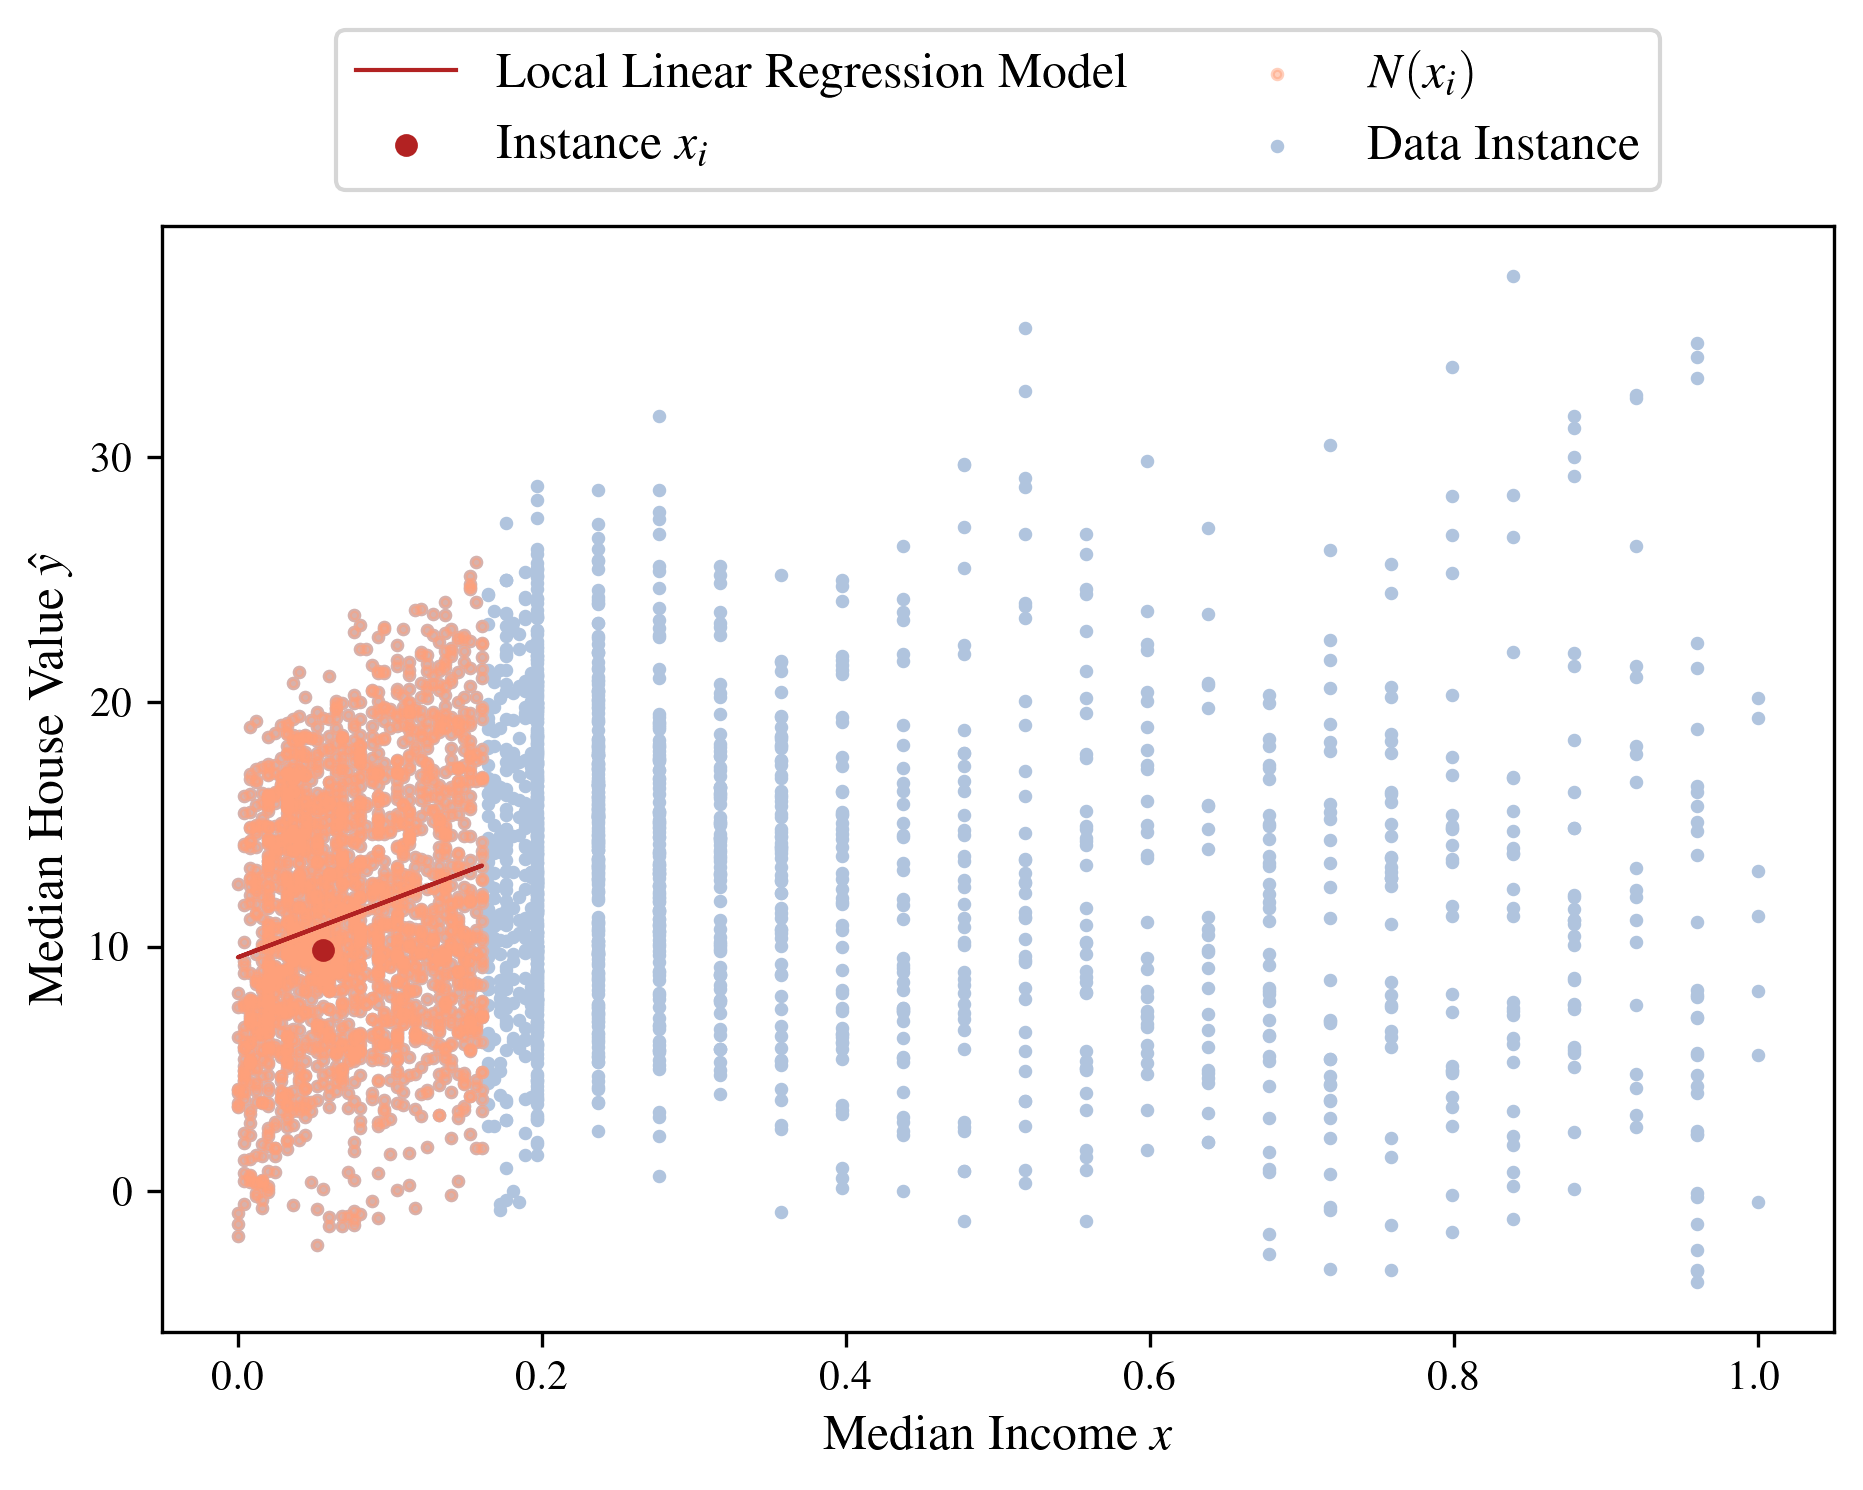 Local Linear Regression Model
Instance xᵢ
N(xᵢ)
Data Instance
Median House Value ŷ
30
20
10
0
0.0 0.2 0.4 0.6 0.8 1.0
Median Income x